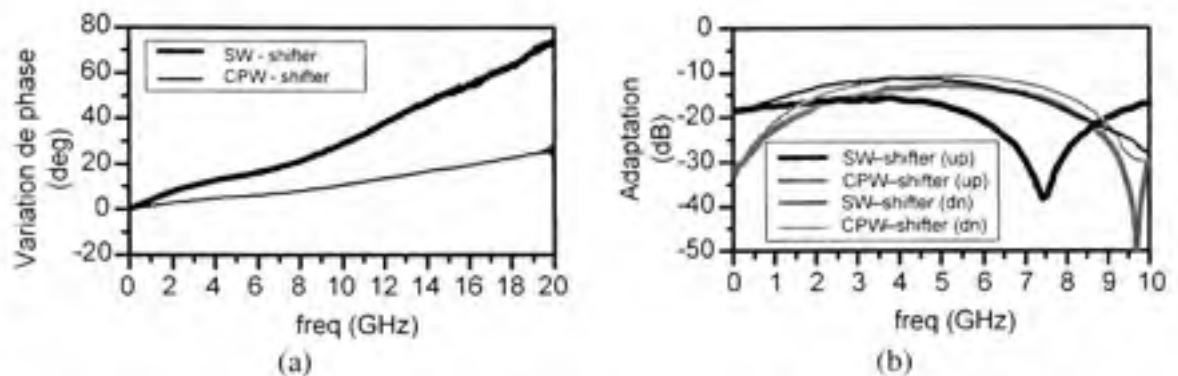 Variation de phase
(deg)
80
60
40
20
0
-20
SW - shifter
CPW - shifter
0 2 4 6 8 10 12 14 16 18 20
freq (GHz)
(a)
Adaptation
(dB)
0
-10
-20
-30
-40
-50
SW–shifter (up)
CPW–shifter (up)
SW–shifter (dn)
CPW–shifter (dn)
0 1 2 3 4 5 6 7 8 9 10
freq (GHz)
(b)